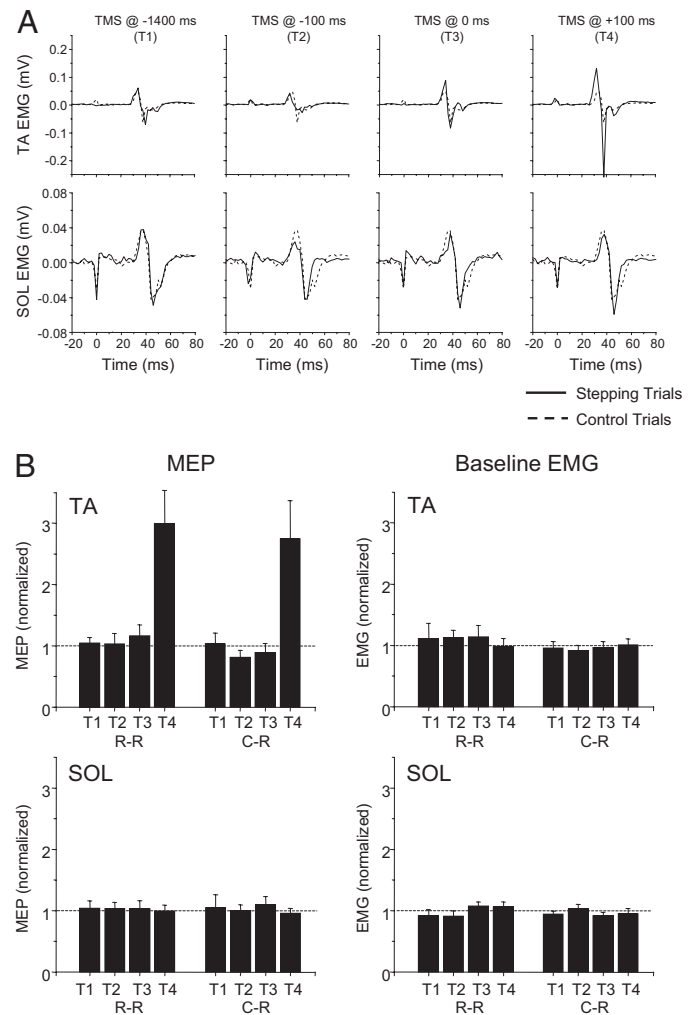 A
TMS @ -1400 ms TMS @ -100 ms TMS @ 0 ms TMS @ +100 ms
(T1) (T2) (T3) (T4)
TA EMG (mV)
0.2
0.1
0.0
-0.1
-0.2
SOL EMG (mV)
0.08
0.04
0.00
-0.04
-0.08
-20 0 20 40 60 80 -20 0 20 40 60 80 -20 0 20 40 60 80 -20 0 20 40 60 80
Time (ms) Time (ms) Time (ms) Time (ms)
Stepping Trials
Control Trials
B
MEP Baseline EMG
TA
MEP (normalized)
3
2
1
0
T1 T2 T3 T4 T1 T2 T3 T4
R-R C-R
TA
EMG (normalized)
3
2
1
0
T1 T2 T3 T4 T1 T2 T3 T4
R-R C-R
SOL
MEP (normalized)
3
2
1
0
T1 T2 T3 T4 T1 T2 T3 T4
R-R C-R
SOL
EMG (normalized)
3
2
1
0
T1 T2 T3 T4 T1 T2 T3 T4
R-R C-R